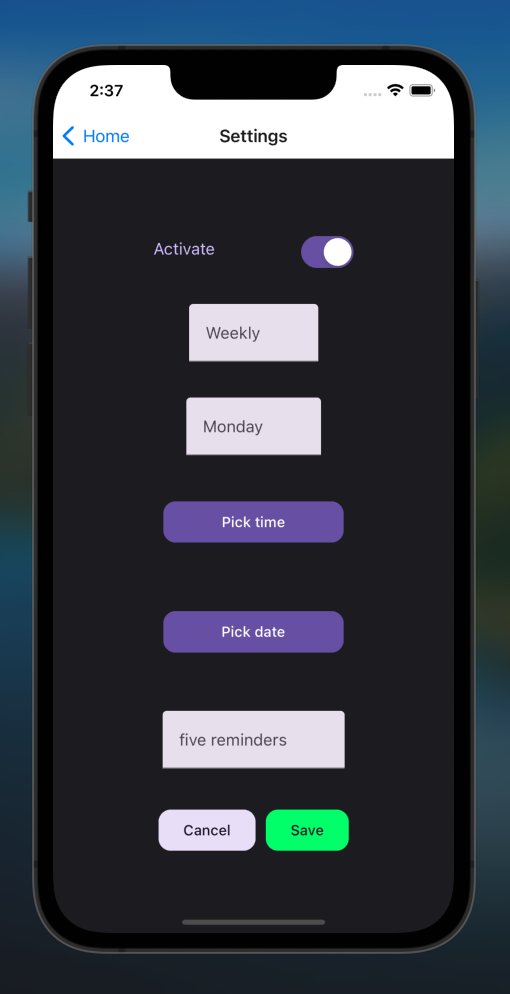 2:37
Home
Settings
Activate
Weekly
Monday
Pick time
Pick date
five reminders
Cancel
Save